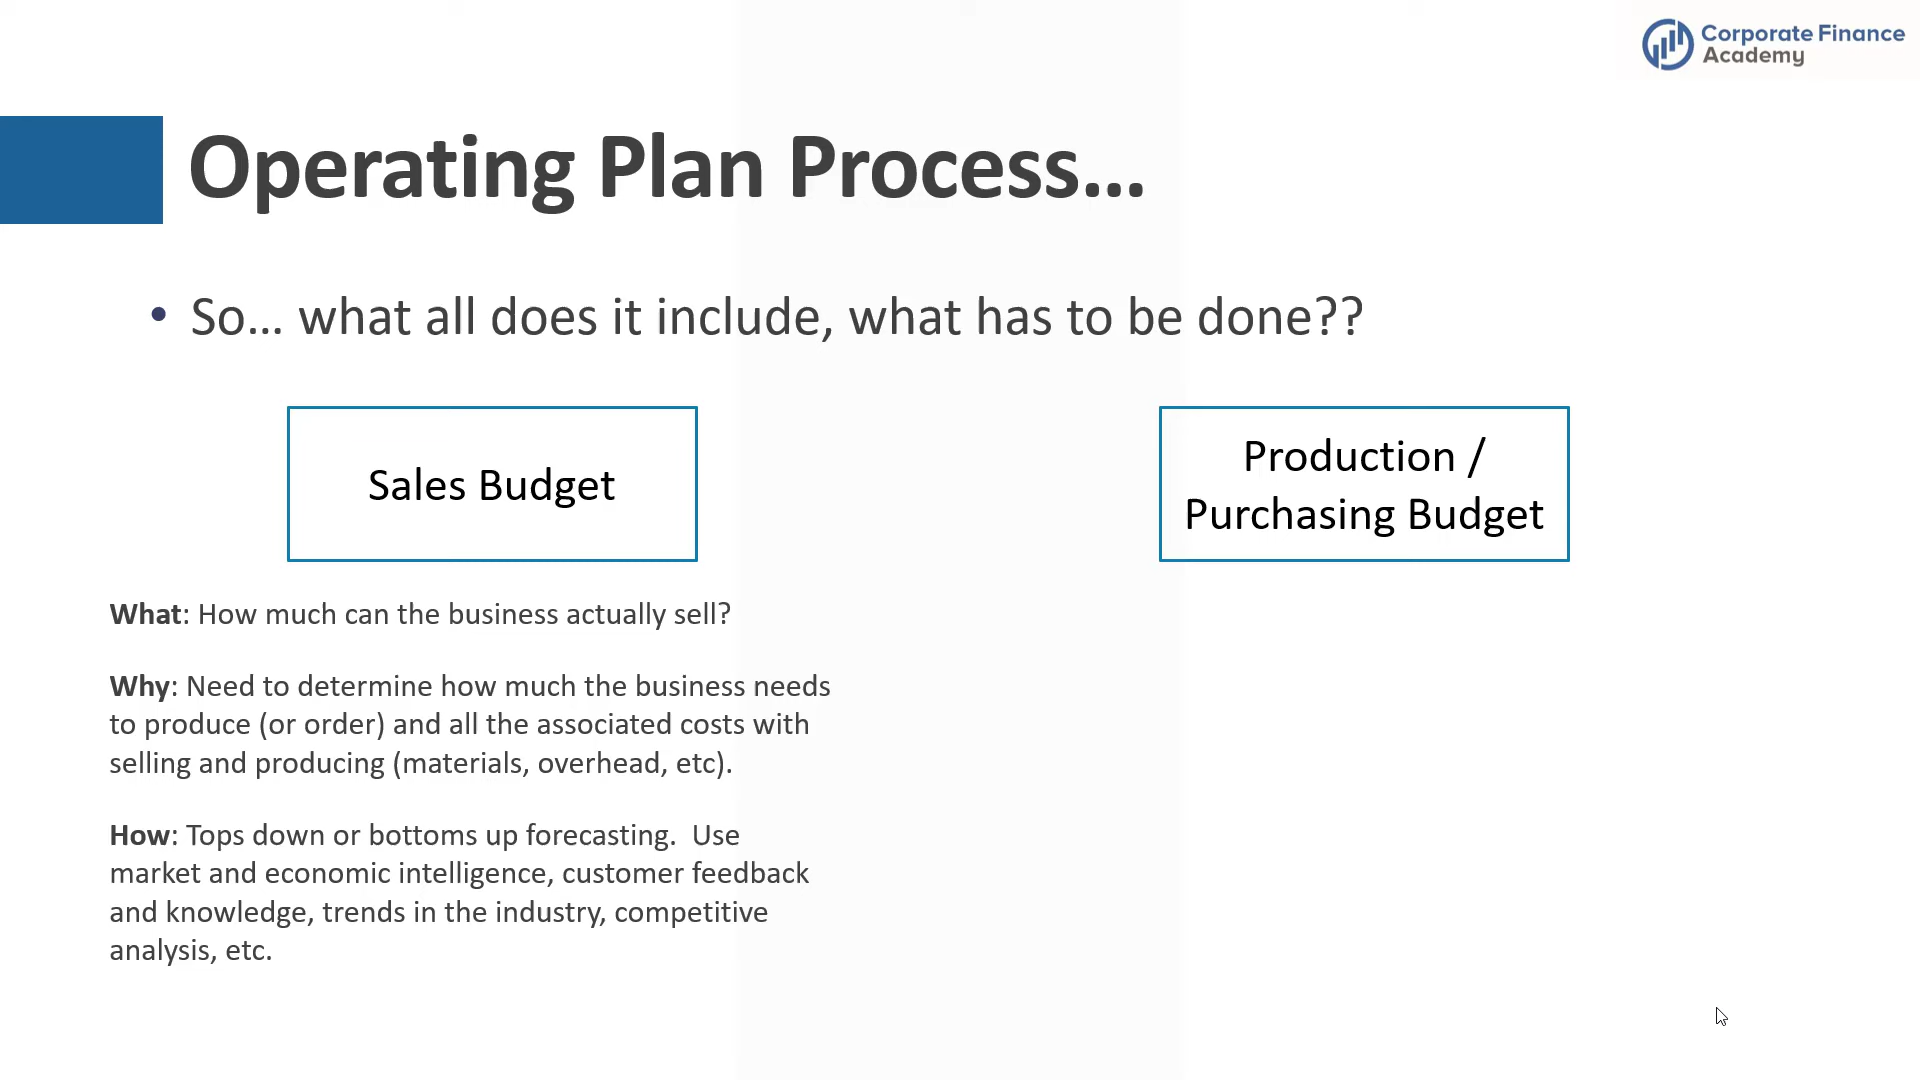 Corporate Finance
Academy
Operating Plan Process...
• So... what all does it include, what has to be done??
Sales Budget
Production /
Purchasing Budget
What: How much can the business actually sell?
Why: Need to determine how much the business needs
to produce (or order) and all the associated costs with
selling and producing (materials, overhead, etc).
How: Tops down or bottoms up forecasting.  Use
market and economic intelligence, customer feedback
and knowledge, trends in the industry, competitive
analysis, etc.